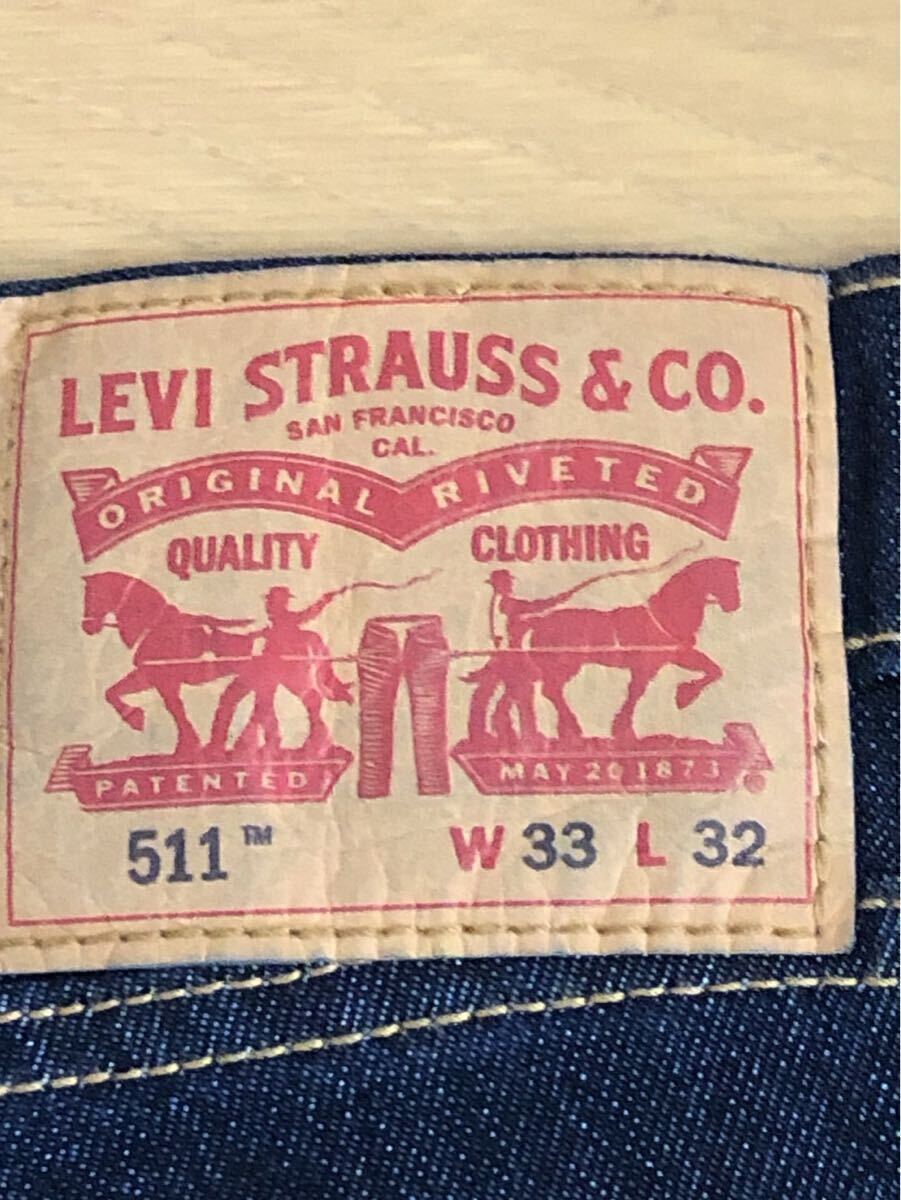 LEVI STRAUSS & CO.
SAN FRANCISCO
CAL.
ORIGINAL RIVETED
QUALITY CLOTHING
PATENTED MAY 20 1873 ®
511™ W 33 L 32